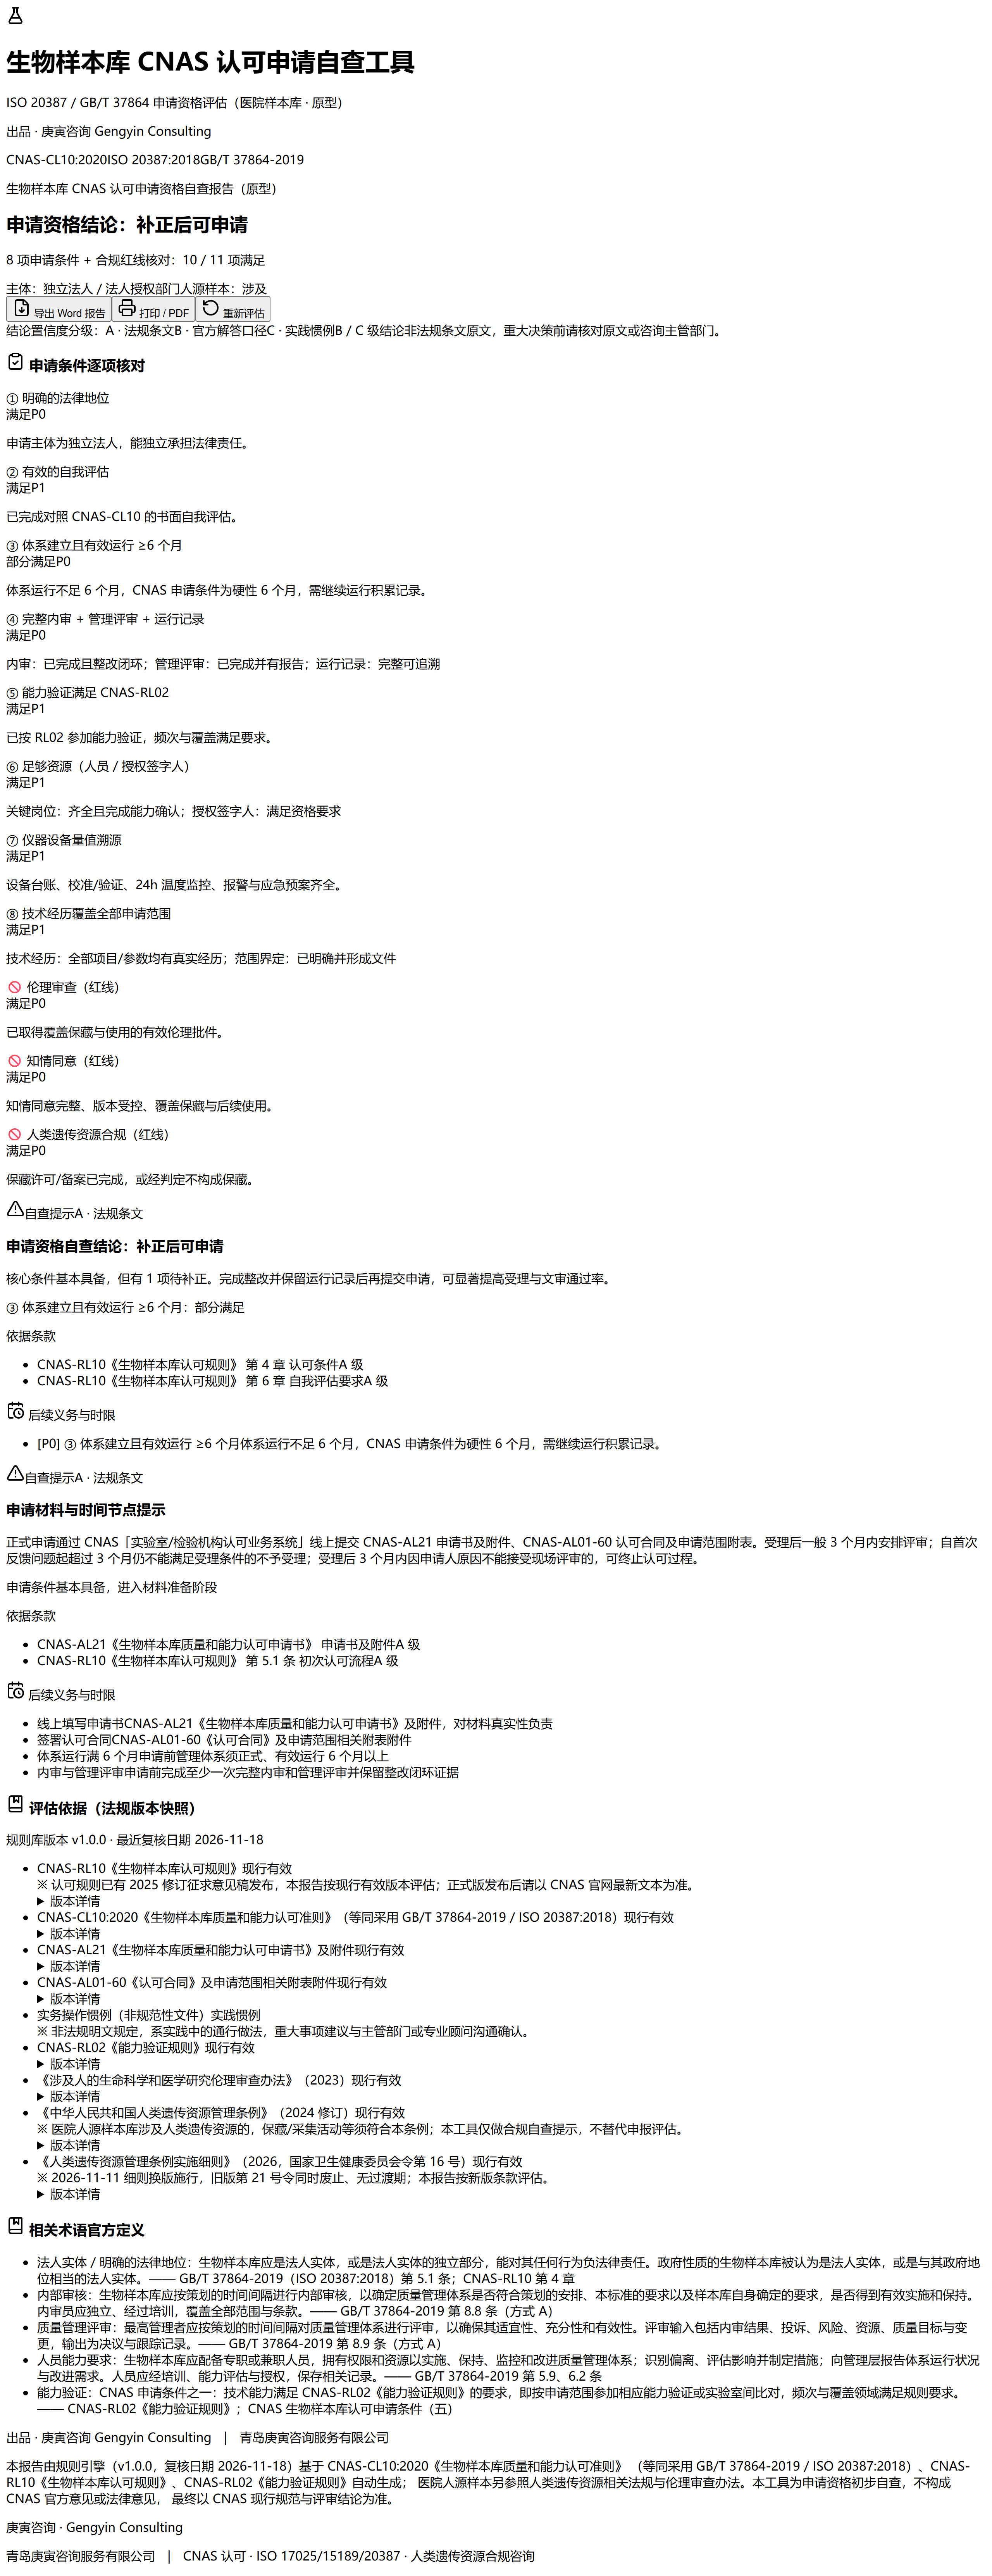 生物样本库 CNAS 认可申请自查工具
ISO 20387 / GB/T 37864 申请资格评估（医院样本库 · 原型）
出品 · 庚寅咨询 Gengyin Consulting
CNAS-CL10:2020ISO 20387:2018GB/T 37864-2019
生物样本库 CNAS 认可申请资格自查报告（原型）
申请资格结论：补正后可申请
8 项申请条件 + 合规红线核对：10 / 11 项满足
主体：独立法人 / 法人授权部门人源样本：涉及
导出 Word 报告 打印 / PDF 重新评估
结论置信度分级：A · 法规条文B · 官方解答口径C · 实践惯例B / C 级结论非法规条文原文，重大决策前请核对原文或咨询主管部门。
申请条件逐项核对
① 明确的法律地位
满足P0
申请主体为独立法人，能独立承担法律责任。
② 有效的自我评估
满足P1
已完成对照 CNAS-CL10 的书面自我评估。
③ 体系建立且有效运行 ≥6 个月
部分满足P0
体系运行不足 6 个月，CNAS 申请条件为硬性 6 个月，需继续运行积累记录。
④ 完整内审 + 管理评审 + 运行记录
满足P0
内审：已完成且整改闭环；管理评审：已完成并有报告；运行记录：完整可追溯
⑤ 能力验证满足 CNAS-RL02
满足P1
已按 RL02 参加能力验证，频次与覆盖满足要求。
⑥ 足够资源（人员 / 授权签字人）
满足P1
关键岗位：齐全且完成能力确认；授权签字人：满足资格要求
⑦ 仪器设备量值溯源
满足P1
设备台账、校准/验证、24h 温度监控、报警与应急预案齐全。
⑧ 技术经历覆盖全部申请范围
满足P1
技术经历：全部项目/参数均有真实经历；范围界定：已明确并形成文件
🚫 伦理审查（红线）
满足P0
已取得覆盖保藏与使用的有效伦理批件。
🚫 知情同意（红线）
满足P0
知情同意完整、版本受控、覆盖保藏与后续使用。
🚫 人类遗传资源合规（红线）
满足P0
保藏许可/备案已完成，或经判定不构成保藏。
自查提示A · 法规条文
申请资格自查结论：补正后可申请
核心条件基本具备，但有 1 项待补正。完成整改并保留运行记录后再提交申请，可显著提高受理与文审通过率。
③ 体系建立且有效运行 ≥6 个月：部分满足
依据条款
• CNAS-RL10《生物样本库认可规则》 第 4 章 认可条件A 级
• CNAS-RL10《生物样本库认可规则》 第 6 章 自我评估要求A 级
后续义务与时限
• [P0] ③ 体系建立且有效运行 ≥6 个月体系运行不足 6 个月，CNAS 申请条件为硬性 6 个月，需继续运行积累记录。
自查提示A · 法规条文
申请材料与时间节点提示
正式申请通过 CNAS「实验室/检验机构认可业务系统」线上提交 CNAS-AL21 申请书及附件、CNAS-AL01-60 认可合同及申请范围附表。受理后一般 3 个月内安排评审；自首次
反馈问题起超过 3 个月仍不能满足受理条件的不予受理；受理后 3 个月内因申请人原因不能接受现场评审的，可终止认可过程。
申请条件基本具备，进入材料准备阶段
依据条款
• CNAS-AL21《生物样本库质量和能力认可申请书》 申请书及附件A 级
• CNAS-RL10《生物样本库认可规则》 第 5.1 条 初次认可流程A 级
后续义务与时限
• 线上填写申请书CNAS-AL21《生物样本库质量和能力认可申请书》及附件，对材料真实性负责
• 签署认可合同CNAS-AL01-60《认可合同》及申请范围相关附表附件
• 体系运行满 6 个月申请前管理体系须正式、有效运行 6 个月以上
• 内审与管理评审申请前完成至少一次完整内审和管理评审并保留整改闭环证据
评估依据（法规版本快照）
规则库版本 v1.0.0 · 最近复核日期 2026-11-18
• CNAS-RL10《生物样本库认可规则》现行有效
※ 认可规则已有 2025 修订征求意见稿发布，本报告按现行有效版本评估；正式版发布后请以 CNAS 官网最新文本为准。
▶ 版本详情
• CNAS-CL10:2020《生物样本库质量和能力认可准则》（等同采用 GB/T 37864-2019 / ISO 20387:2018）现行有效
▶ 版本详情
• CNAS-AL21《生物样本库质量和能力认可申请书》及附件现行有效
▶ 版本详情
• CNAS-AL01-60《认可合同》及申请范围相关附表附件现行有效
▶ 版本详情
• 实务操作惯例（非规范性文件）实践惯例
※ 非法规明文规定，系实践中的通行做法，重大事项建议与主管部门或专业顾问沟通确认。
• CNAS-RL02《能力验证规则》现行有效
▶ 版本详情
• 《涉及人的生命科学和医学研究伦理审查办法》（2023）现行有效
▶ 版本详情
• 《中华人民共和国人类遗传资源管理条例》（2024 修订）现行有效
※ 医院人源样本库涉及人类遗传资源的，保藏/采集活动等须符合本条例；本工具仅做合规自查提示，不替代申报评估。
▶ 版本详情
• 《人类遗传资源管理条例实施细则》（2026，国家卫生健康委员会令第 16 号）现行有效
※ 2026-11-11 细则换版施行，旧版第 21 号令同时废止、无过渡期；本报告按新版条款评估。
▶ 版本详情
相关术语官方定义
• 法人实体 / 明确的法律地位：生物样本库应是法人实体，或是法人实体的独立部分，能对其任何行为负法律责任。政府性质的生物样本库被认为是法人实体，或是与其政府地
位相当的法人实体。—— GB/T 37864-2019（ISO 20387:2018）第 5.1 条；CNAS-RL10 第 4 章
• 内部审核：生物样本库应按策划的时间间隔进行内部审核，以确定质量管理体系是否符合策划的安排、本标准的要求以及样本库自身确定的要求，是否得到有效实施和保持。
内审员应独立、经过培训，覆盖全部范围与条款。—— GB/T 37864-2019 第 8.8 条（方式 A）
• 质量管理评审：最高管理者应按策划的时间间隔对质量管理体系进行评审，以确保其适宜性、充分性和有效性。评审输入包括内审结果、投诉、风险、资源、质量目标与变
更，输出为决议与跟踪记录。—— GB/T 37864-2019 第 8.9 条（方式 A）
• 人员能力要求：生物样本库应配备专职或兼职人员，拥有权限和资源以实施、保持、监控和改进质量管理体系；识别偏离、评估影响并制定措施；向管理层报告体系运行状况
与改进需求。人员应经培训、能力评估与授权，保存相关记录。—— GB/T 37864-2019 第 5.9、6.2 条
• 能力验证：CNAS 申请条件之一：技术能力满足 CNAS-RL02《能力验证规则》的要求，即按申请范围参加相应能力验证或实验室间比对，频次与覆盖领域满足规则要求。
—— CNAS-RL02《能力验证规则》；CNAS 生物样本库认可申请条件（五）
出品 · 庚寅咨询 Gengyin Consulting ｜ 青岛庚寅咨询服务有限公司
本报告由规则引擎（v1.0.0，复核日期 2026-11-18）基于 CNAS-CL10:2020《生物样本库质量和能力认可准则》 （等同采用 GB/T 37864-2019 / ISO 20387:2018）、CNAS-
RL10《生物样本库认可规则》、CNAS-RL02《能力验证规则》自动生成； 医院人源样本另参照人类遗传资源相关法规与伦理审查办法。本工具为申请资格初步自查，不构成
CNAS 官方意见或法律意见， 最终以 CNAS 现行规范与评审结论为准。
庚寅咨询 · Gengyin Consulting
青岛庚寅咨询服务有限公司 ｜ CNAS 认可 · ISO 17025/15189/20387 · 人类遗传资源合规咨询